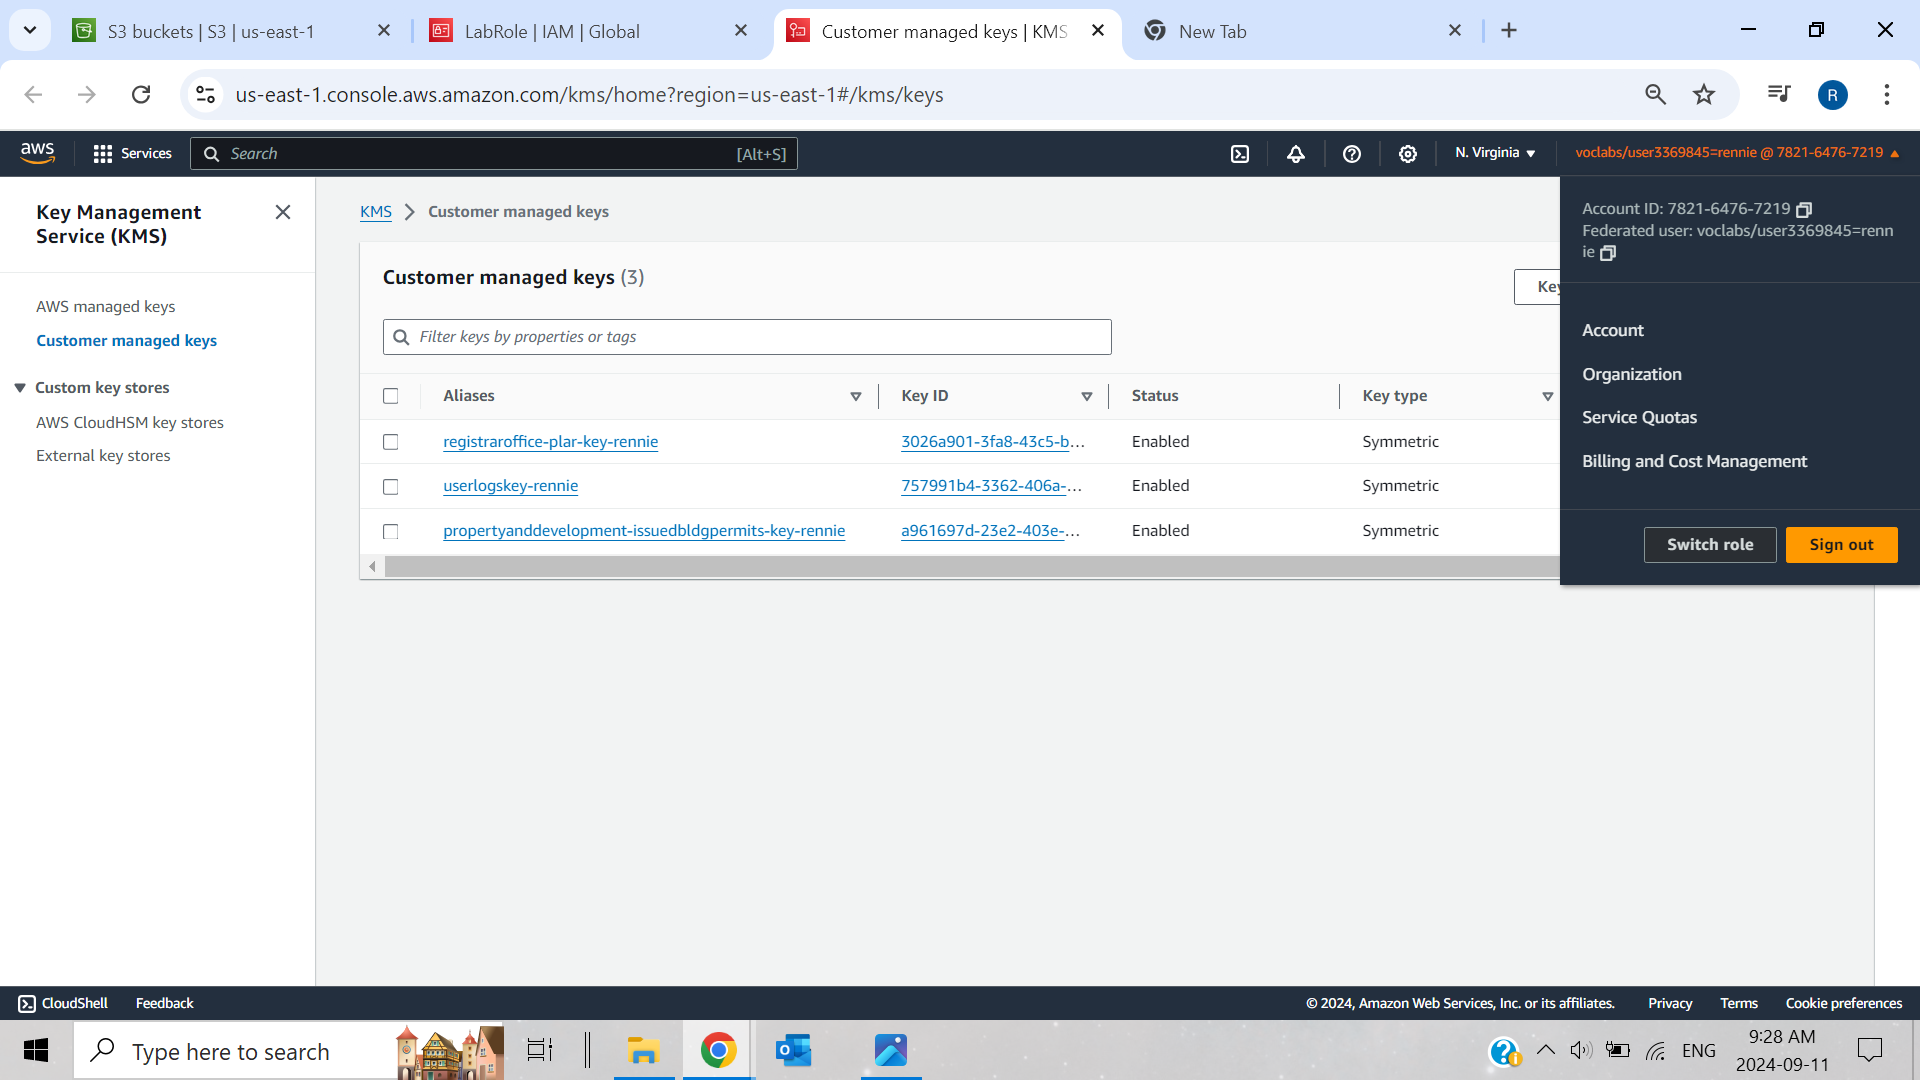 S3 buckets | S3 | us-east-1
LabRole | IAM | Global
Customer managed keys | KMS
New Tab
us-east-1.console.aws.amazon.com/kms/home?region=us-east-1#/kms/keys
R
aws
Services
Search
[Alt+S]
N. Virginia
voclabs/user3369845=rennie @ 7821-6476-7219
Key Management
Service (KMS)
AWS managed keys
Customer managed keys
Custom key stores
AWS CloudHSM key stores
External key stores
KMS
Customer managed keys
Customer managed keys (3)
Key
Filter keys by properties or tags
Aliases
Key ID
Status
Key type
registraroffice-plar-key-rennie
3026a901-3fa8-43c5-b...
Enabled
Symmetric
userlogskey-rennie
757991b4-3362-406a-...
Enabled
Symmetric
propertyanddevelopment-issuedbldgpermits-key-rennie
a961697d-23e2-403e-...
Enabled
Symmetric
Account ID: 7821-6476-7219
Federated user: voclabs/user3369845=renn
ie
Account
Organization
Service Quotas
Billing and Cost Management
Switch role
Sign out
CloudShell
Feedback
© 2024, Amazon Web Services, Inc. or its affiliates.
Privacy
Terms
Cookie preferences
Type here to search
ENG
9:28 AM
2024-09-11